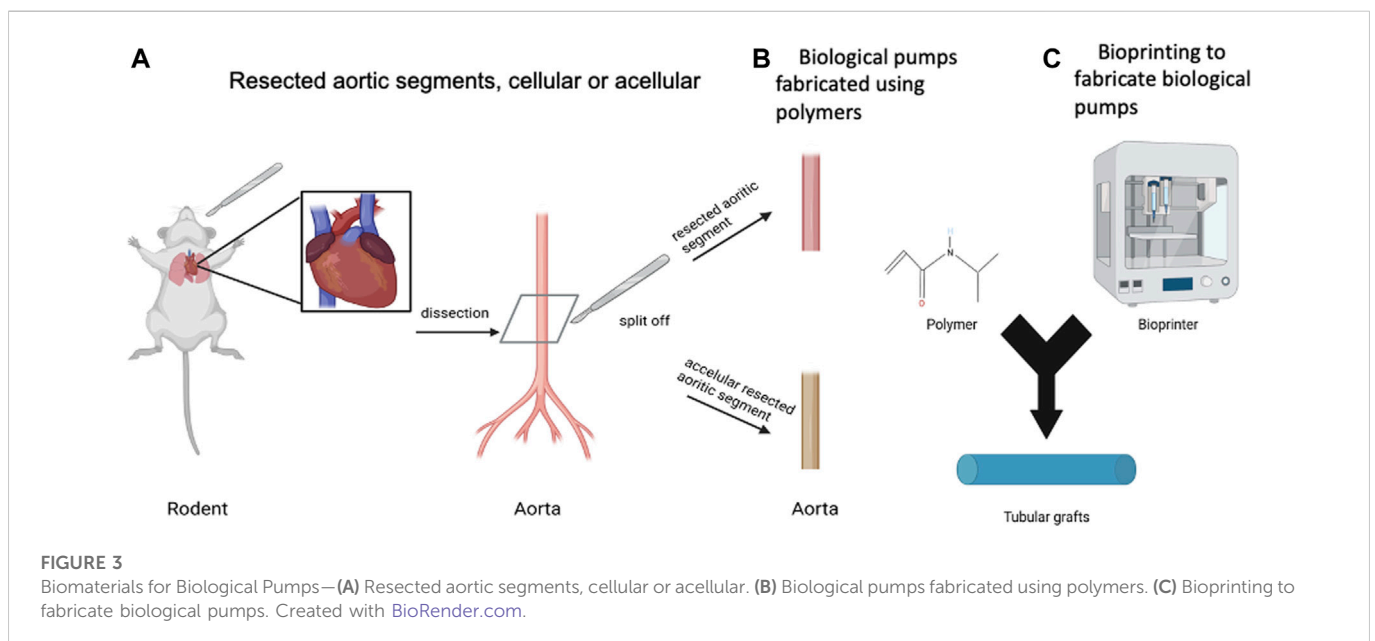 A
Resected aortic segments, cellular or acellular
B
Biological pumps
fabricated using
polymers
C
Bioprinting to
fabricate biological
pumps
dissection
split off
resected aoritic
segment
accelular resected
aoritic segment
H
N
O
Polymer
Bioprinter
Rodent
Aorta
Aorta
Tubular grafts
FIGURE 3
Biomaterials for Biological Pumps—(A) Resected aortic segments, cellular or acellular. (B) Biological pumps fabricated using polymers. (C) Bioprinting to
fabricate biological pumps. Created with BioRender.com.